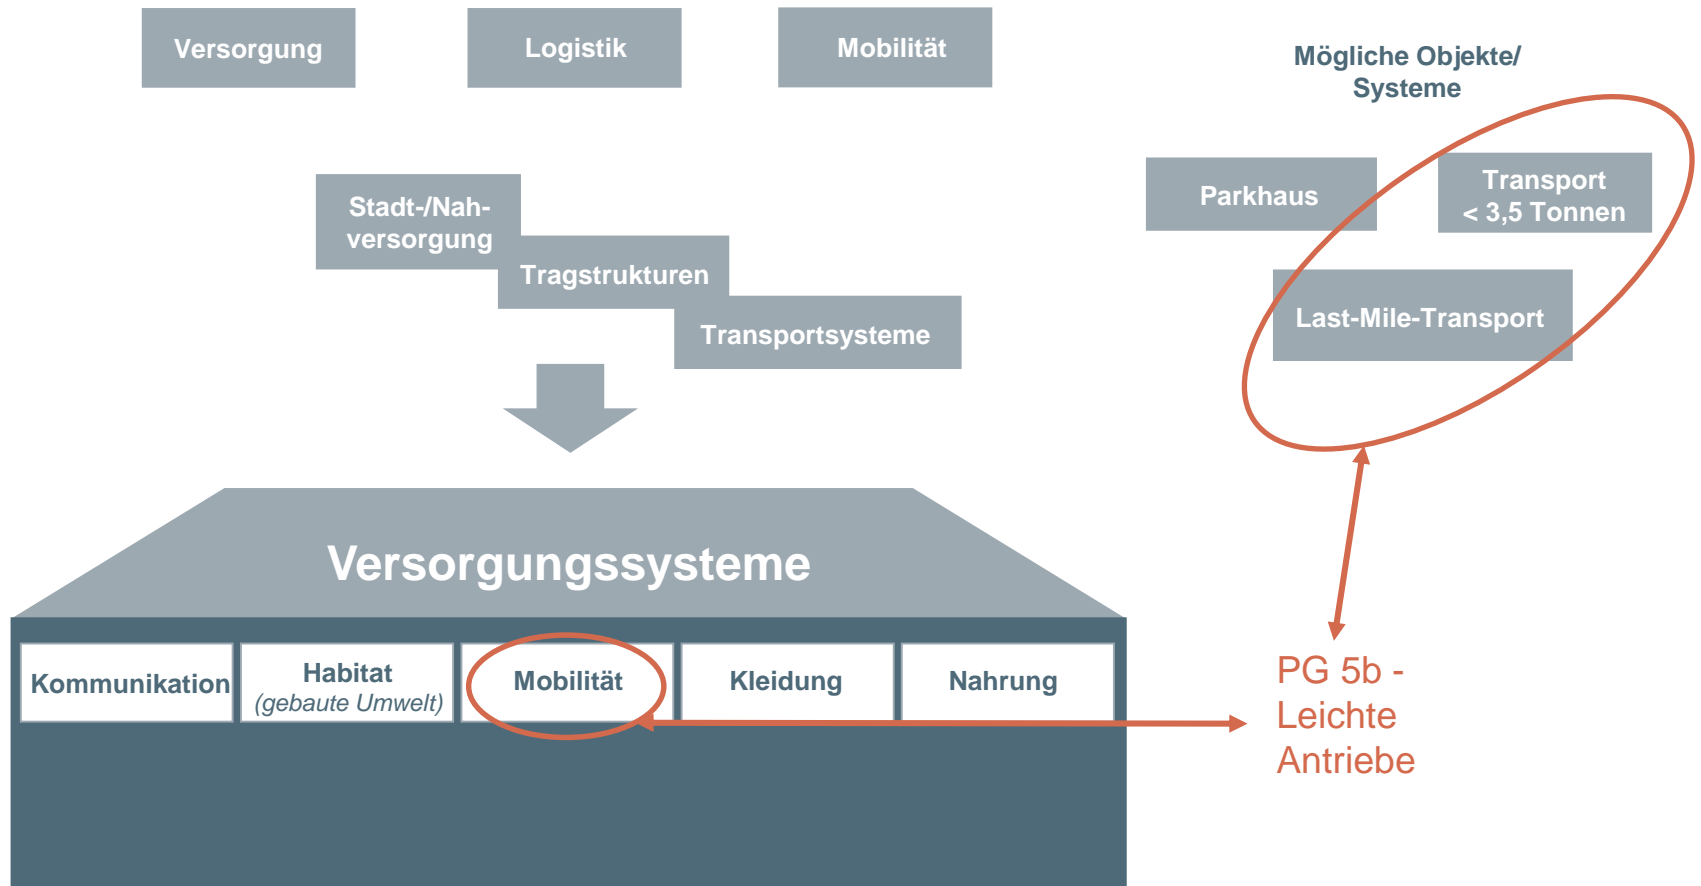 Versorgung
Logistik
Mobilität
Mögliche Objekte/
Systeme
Stadt-/Nah-
versorgung
Tragstrukturen
Transportsysteme
Parkhaus
Transport
< 3,5 Tonnen
Last-Mile-Transport
Versorgungssysteme
Kommunikation
Habitat
(gebaute Umwelt)
Mobilität
Kleidung
Nahrung
PG 5b -
Leichte
Antriebe